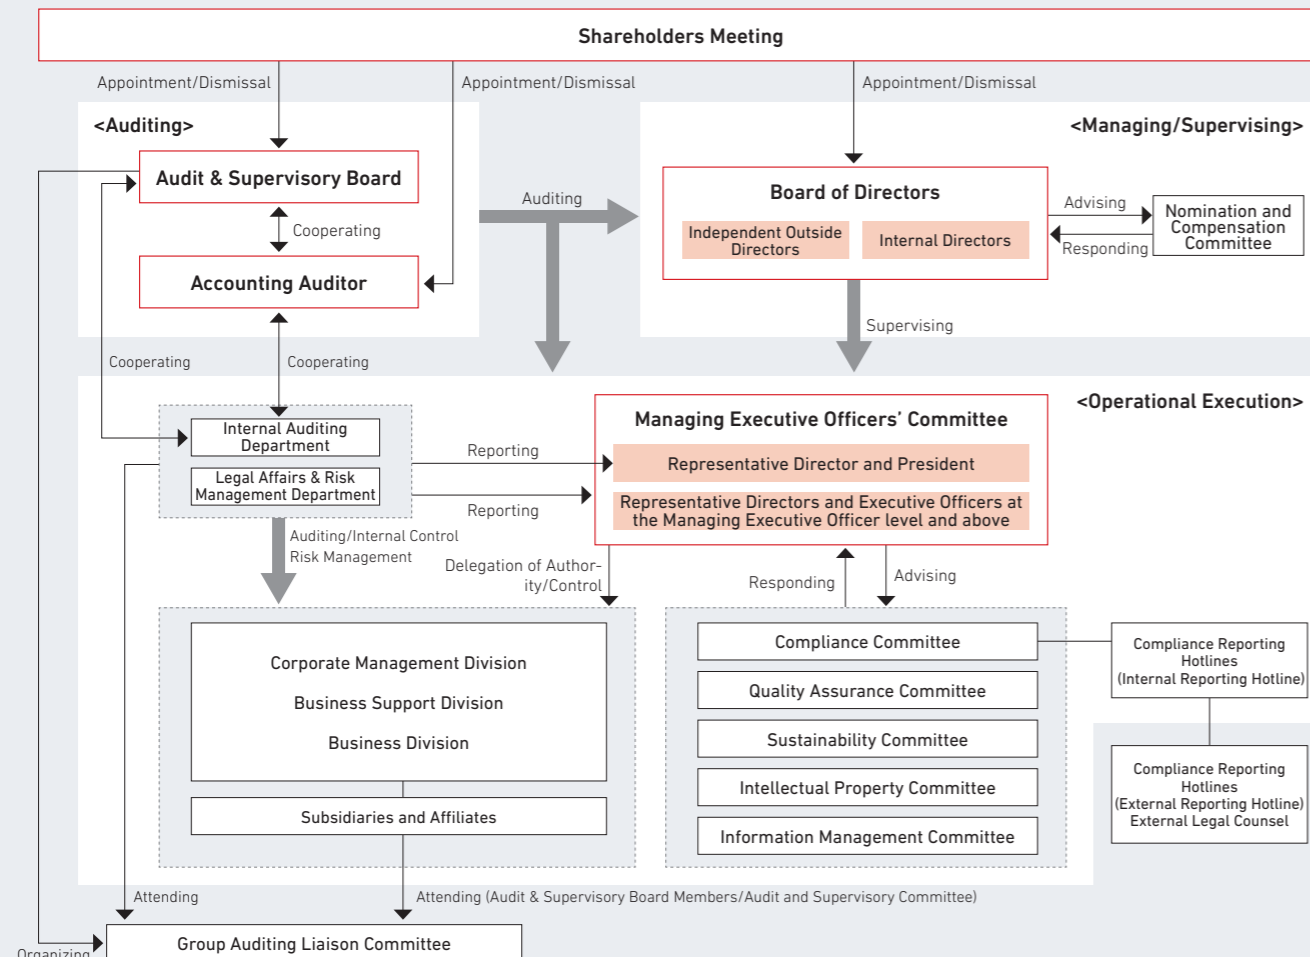 Shareholders Meeting
Appointment/Dismissal
Appointment/Dismissal
Appointment/Dismissal
<Auditing>
<Managing/Supervising>
Audit & Supervisory Board
Cooperating
Accounting Auditor
Auditing
Board of Directors
Independent Outside
Directors
Internal Directors
Advising
Responding
Nomination and
Compensation
Committee
Supervising
Cooperating
Cooperating
<Operational Execution>
Internal Auditing
Department
Legal Affairs & Risk
Management Department
Reporting
Reporting
Managing Executive Officers’ Committee
Representative Director and President
Representative Directors and Executive Officers at
the Managing Executive Officer level and above
Auditing/Internal Control
Risk Management
Delegation of Author-
ity/Control
Responding
Advising
Corporate Management Division
Business Support Division
Business Division
Subsidiaries and Affiliates
Compliance Committee
Quality Assurance Committee
Sustainability Committee
Intellectual Property Committee
Information Management Committee
Compliance Reporting
Hotlines
(Internal Reporting Hotline)
Compliance Reporting
Hotlines
(External Reporting Hotline)
External Legal Counsel
Attending
Attending (Audit & Supervisory Board Members/Audit and Supervisory Committee)
Organizing
Group Auditing Liaison Committee